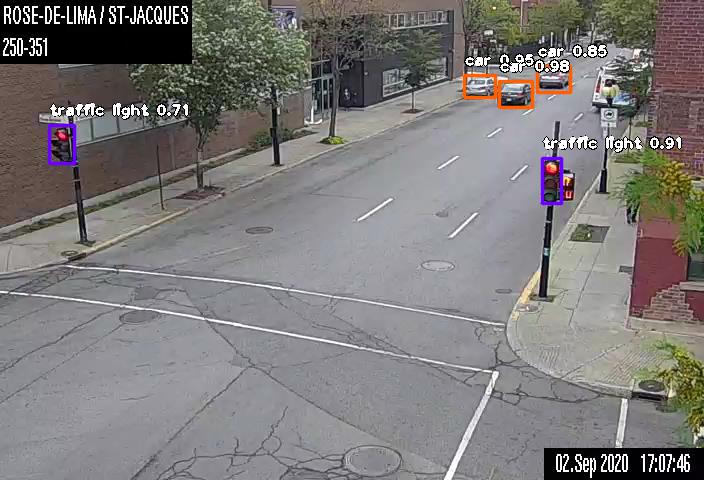 ROSE-DE-LIMA / ST-JACQUES
250-351
car 0.95
car 0.98
car 0.85
traffic light 0.71
traffic light 0.91
02.Sep 2020 17:07:46